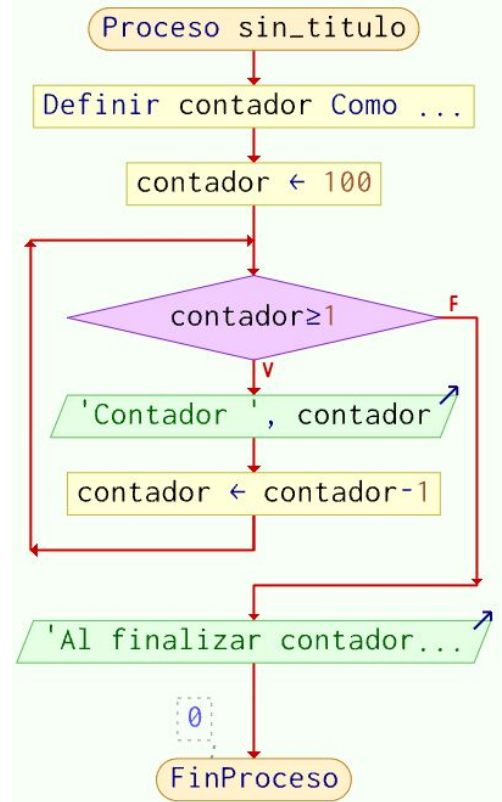 Proceso sin_titulo
Definir contador Como ...
contador ← 100
contador≥1
F
V
'Contador ', contador
contador ← contador-1
'Al finalizar contador...
0
FinProceso